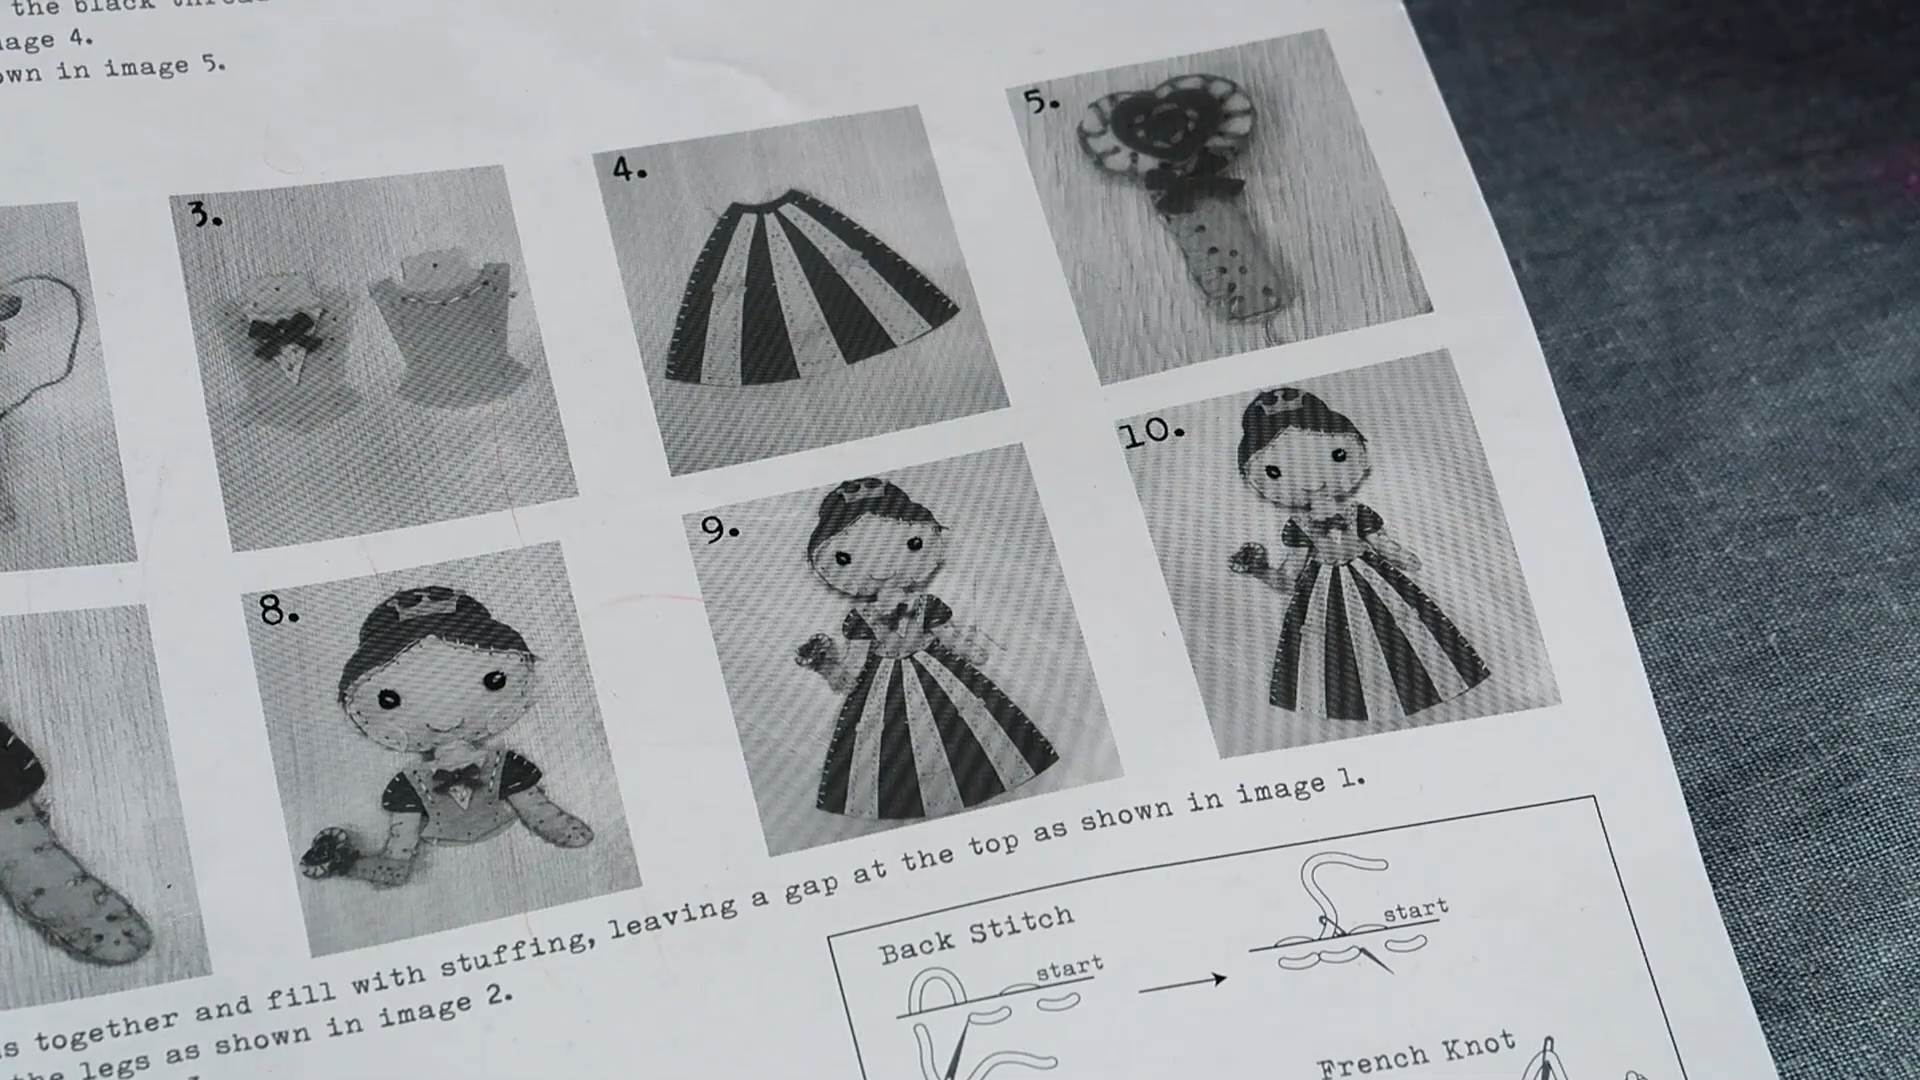 the black
age 4.
own in image 5.
3.
4.
5.
8.
9.
10.
s together and fill with stuffing, leaving a gap at the top as shown in image 1.
the legs as shown in image 2.
Back Stitch
start
start
French Knot